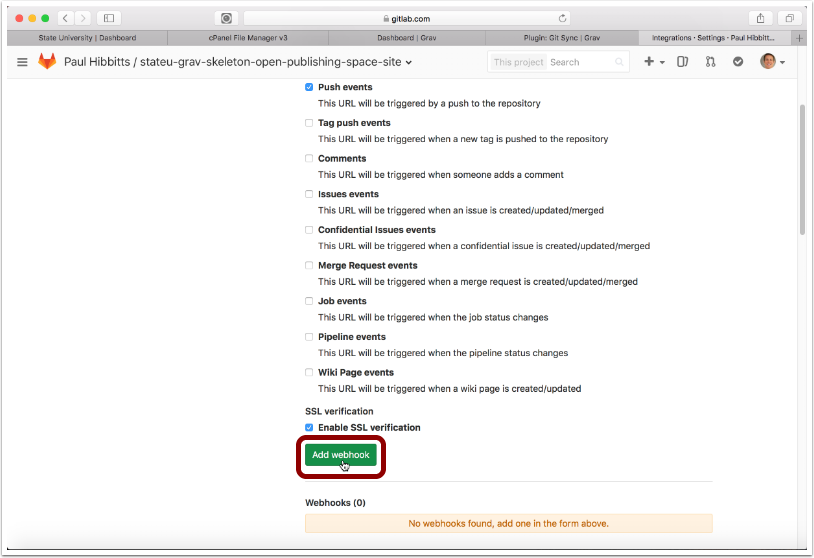 gitlab.com
State University | Dashboard
cPanel File Manager v3
Dashboard | Grav
Plugin: Git Sync | Grav
Integrations · Settings · Paul Hibbitt...
Paul Hibbitts / stateu-grav-skeleton-open-publishing-space-site
This project Search
Push events
This URL will be triggered by a push to the repository
Tag push events
This URL will be triggered when a new tag is pushed to the repository
Comments
This URL will be triggered when someone adds a comment
Issues events
This URL will be triggered when an issue is created/updated/merged
Confidential Issues events
This URL will be triggered when a confidential issue is created/updated/merged
Merge Request events
This URL will be triggered when a merge request is created/updated/merged
Job events
This URL will be triggered when the job status changes
Pipeline events
This URL will be triggered when the pipeline status changes
Wiki Page events
This URL will be triggered when a wiki page is created/updated
SSL verification
Enable SSL verification
Add webhook
Webhooks (0)
No webhooks found, add one in the form above.